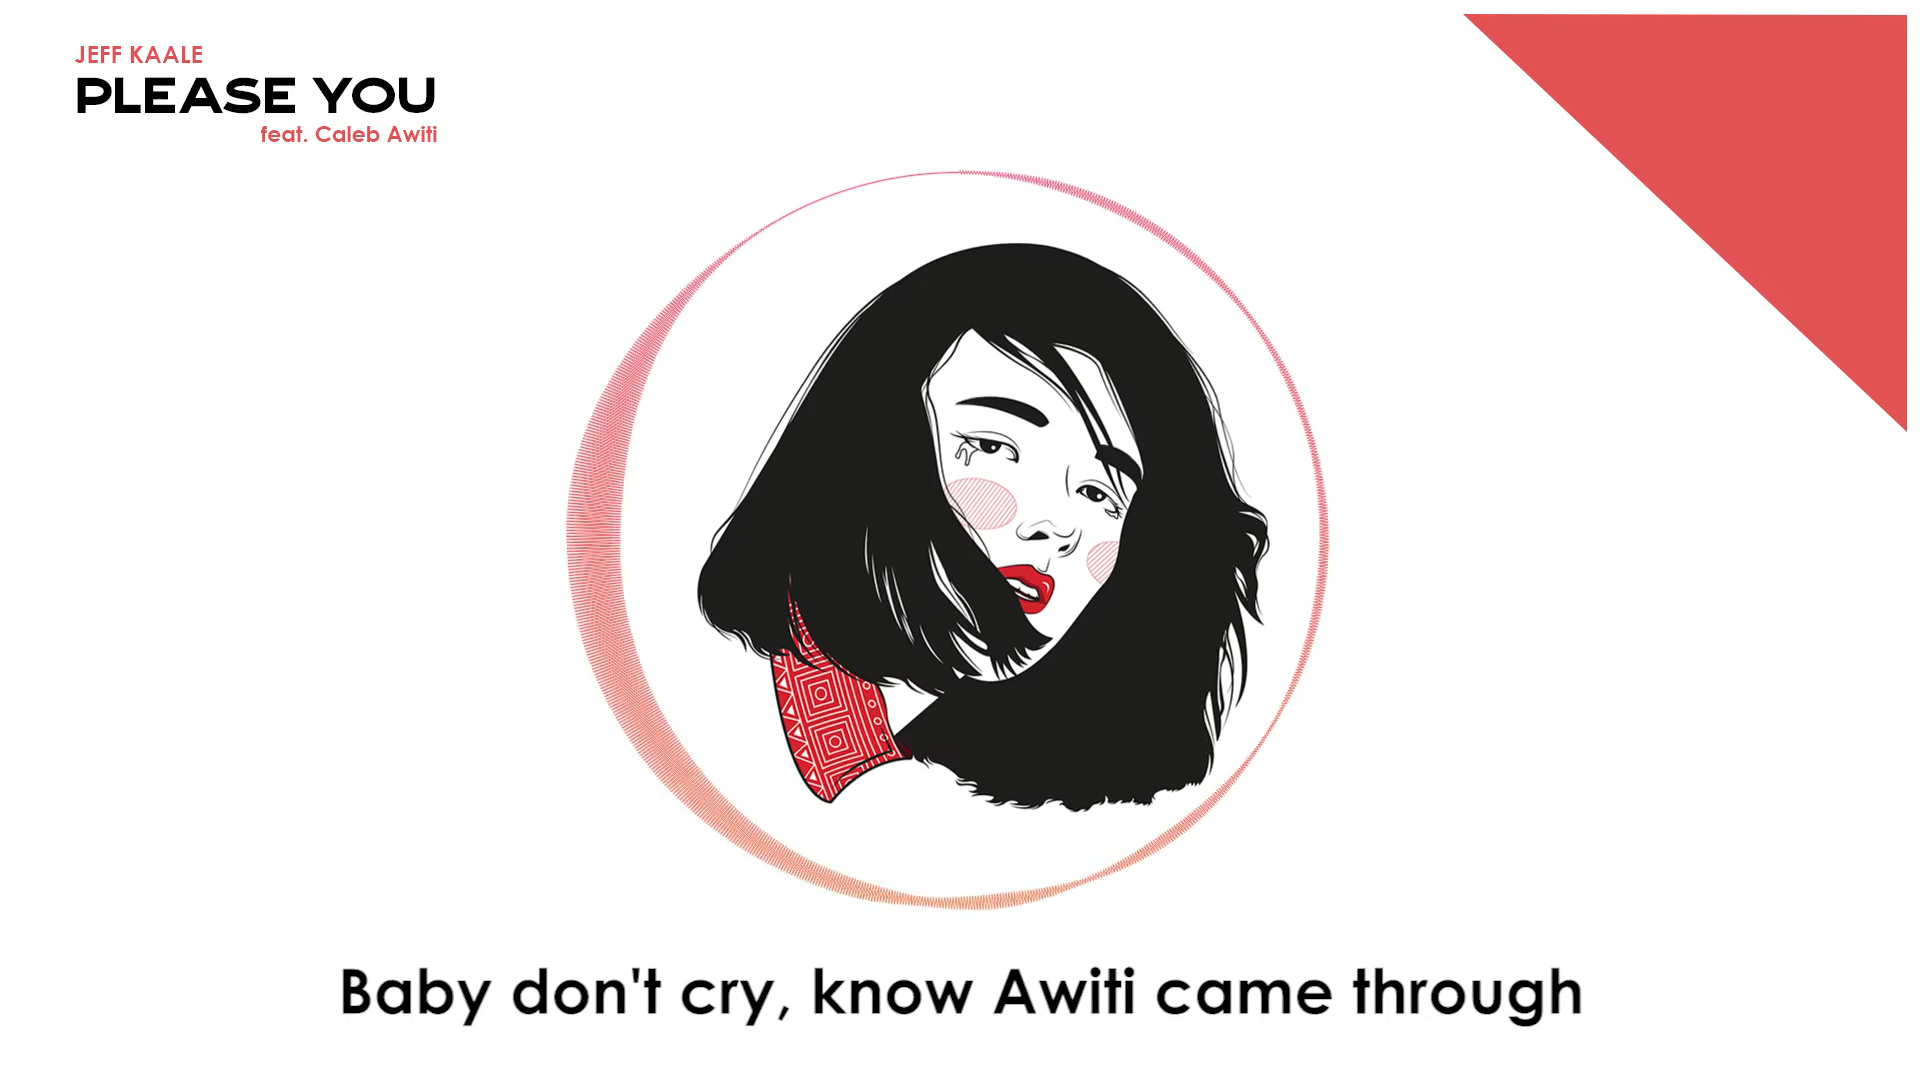 JEFF KAALE
PLEASE YOU
feat. Caleb Awiti
Baby don't cry, know Awiti came through